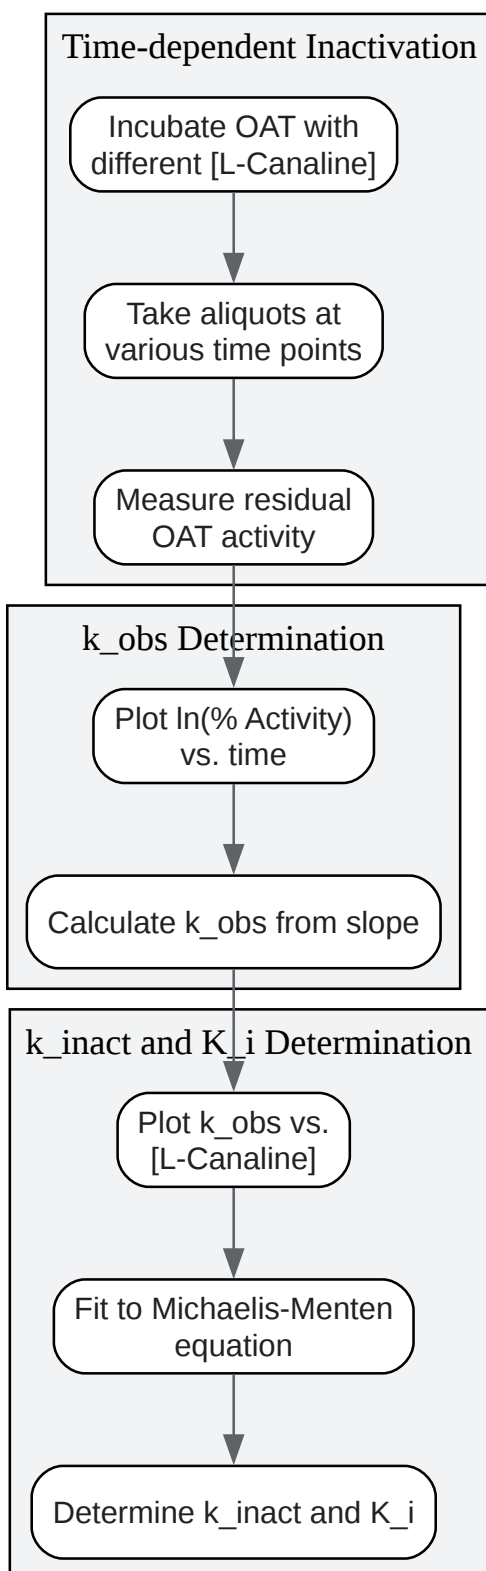 Time-dependent Inactivation
Incubate OAT with
different [L-Canaline]
Take aliquots at
various time points
Measure residual
OAT activity
k_obs Determination
Plot ln(% Activity)
vs. time
Calculate k_obs from slope
k_inact and K_i Determination
Plot k_obs vs.
[L-Canaline]
Fit to Michaelis-Menten
equation
Determine k_inact and K_i